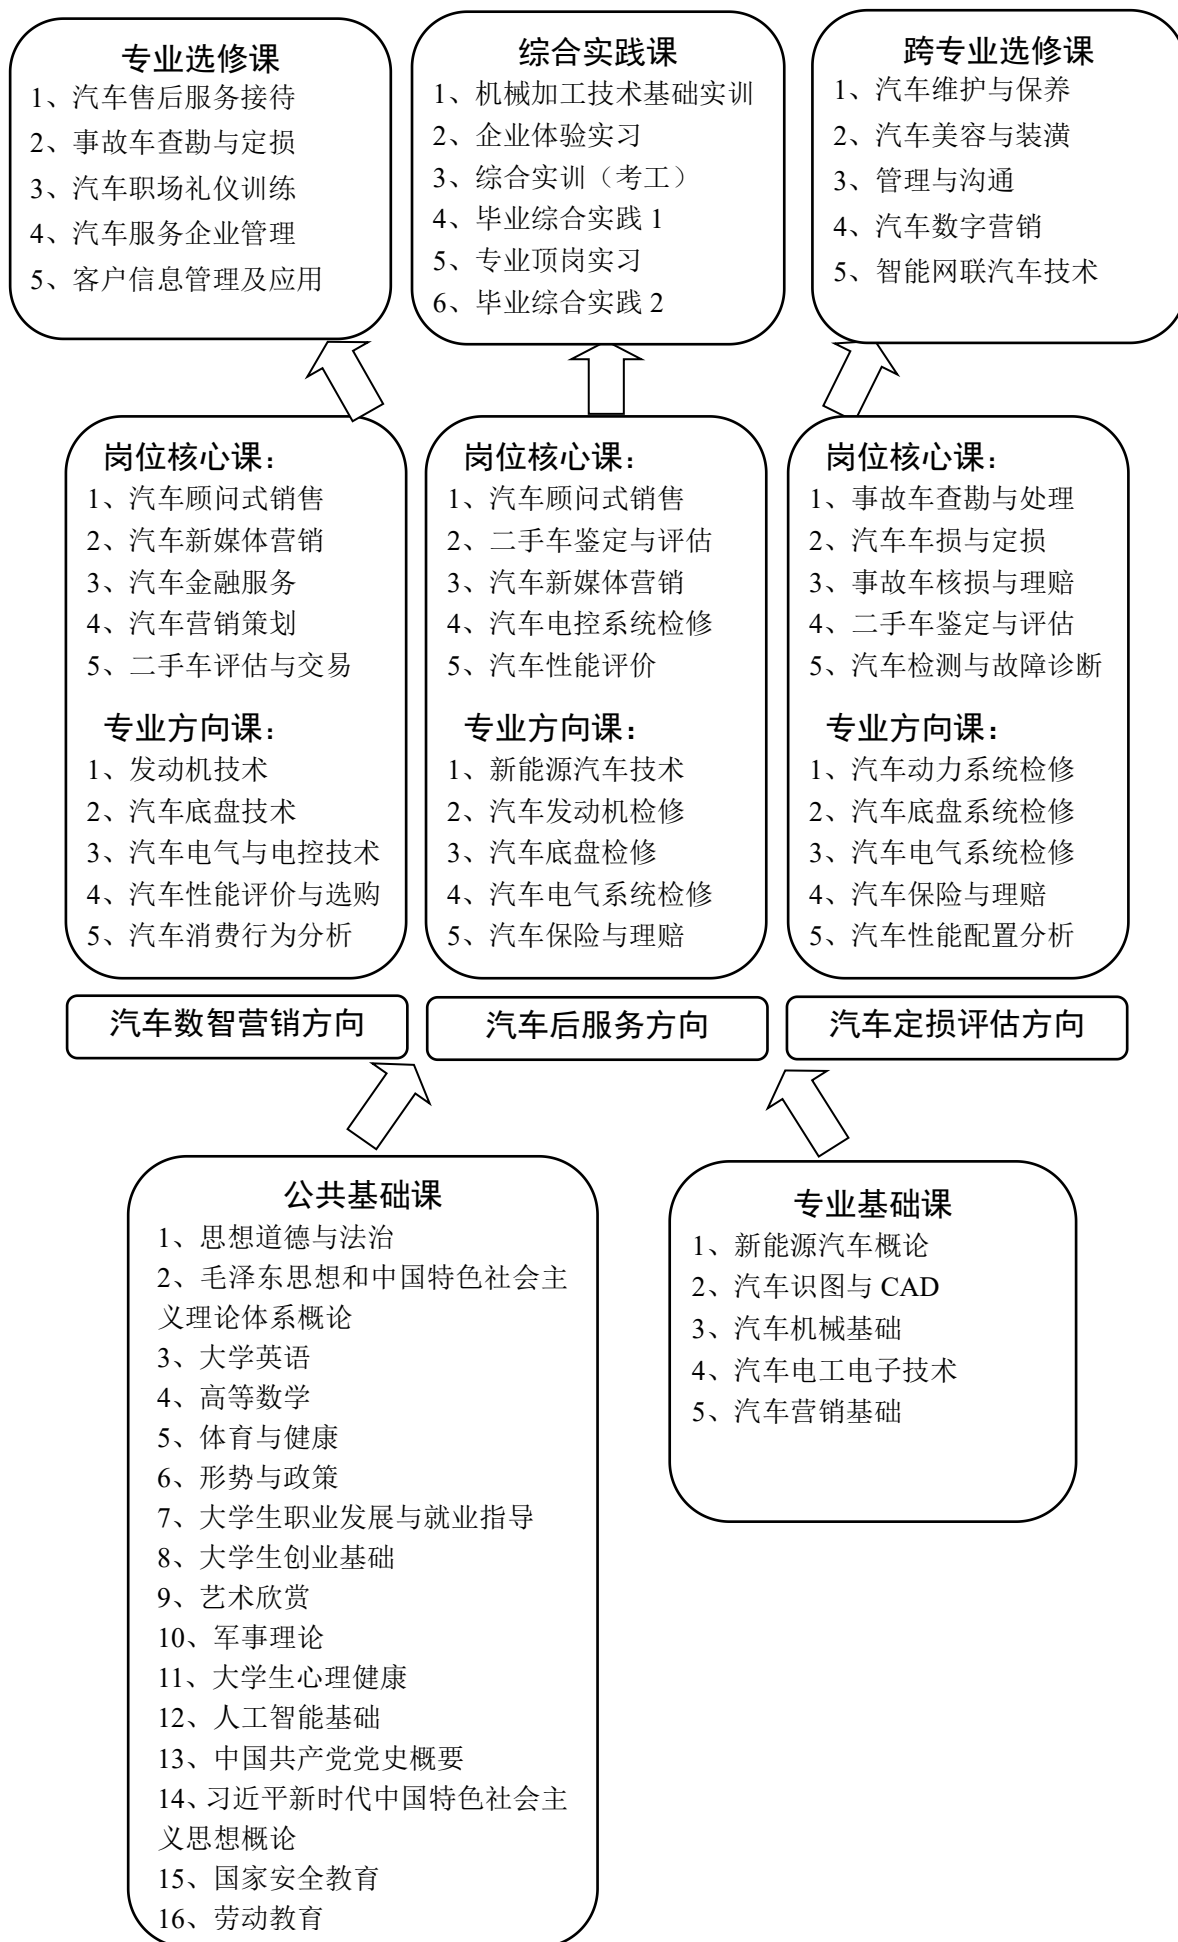 专业选修课
1、汽车售后服务接待
2、事故车查勘与定损
3、汽车职场礼仪训练
4、汽车服务企业管理
5、客户信息管理及应用
综合实践课
1、机械加工技术基础实训
2、企业体验实习
3、综合实训（考工）
4、毕业综合实践 1
5、专业顶岗实习
6、毕业综合实践 2
跨专业选修课
1、汽车维护与保养
2、汽车美容与装潢
3、管理与沟通
4、汽车数字营销
5、智能网联汽车技术
岗位核心课：
1、汽车顾问式销售
2、汽车新媒体营销
3、汽车金融服务
4、汽车营销策划
5、二手车评估与交易
专业方向课：
1、发动机技术
2、汽车底盘技术
3、汽车电气与电控技术
4、汽车性能评价与选购
5、汽车消费行为分析
岗位核心课：
1、汽车顾问式销售
2、二手车鉴定与评估
3、汽车新媒体营销
4、汽车电控系统检修
5、汽车性能评价
专业方向课：
1、新能源汽车技术
2、汽车发动机检修
3、汽车底盘检修
4、汽车电气系统检修
5、汽车保险与理赔
岗位核心课：
1、事故车查勘与处理
2、汽车车损与定损
3、事故车核损与理赔
4、二手车鉴定与评估
5、汽车检测与故障诊断
专业方向课：
1、汽车动力系统检修
2、汽车底盘系统检修
3、汽车电气系统检修
4、汽车保险与理赔
5、汽车性能配置分析
汽车数智营销方向
汽车后服务方向
汽车定损评估方向
公共基础课
1、思想道德与法治
2、毛泽东思想和中国特色社会主
义理论体系概论
3、大学英语
4、高等数学
5、体育与健康
6、形势与政策
7、大学生职业发展与就业指导
8、大学生创业基础
9、艺术欣赏
10、军事理论
11、大学生心理健康
12、人工智能基础
13、中国共产党党史概要
14、习近平新时代中国特色社会主
义思想概论
15、国家安全教育
16、劳动教育
专业基础课
1、新能源汽车概论
2、汽车识图与 CAD
3、汽车机械基础
4、汽车电工电子技术
5、汽车营销基础